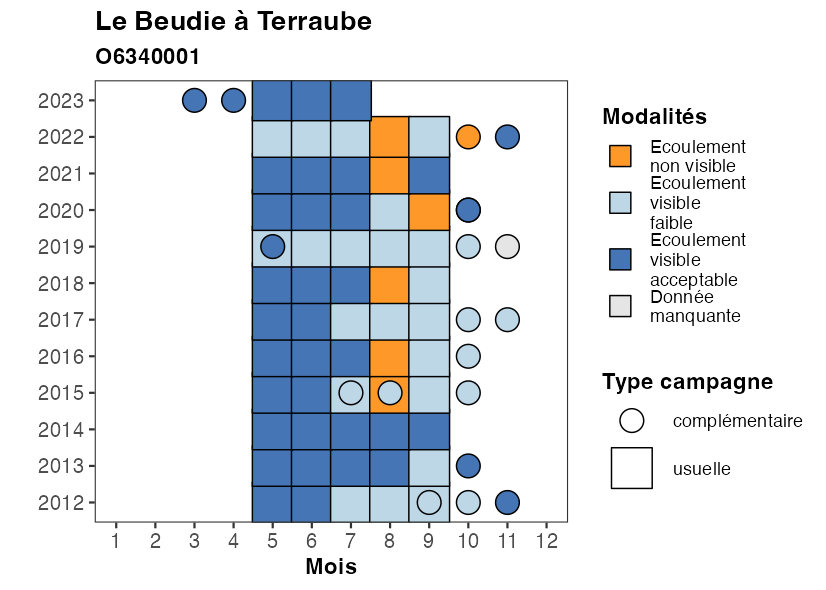 Le Beudie à Terraube
O6340001
2023
2022
2021
2020
2019
2018
2017
2016
2015
2014
2013
2012
1 2 3 4 5 6 7 8 9 10 11 12
Mois
Modalités
Ecoulement
non visible
Ecoulement
visible
faible
Ecoulement
visible
acceptable
Donnée
manquante
Type campagne
complémentaire
usuelle